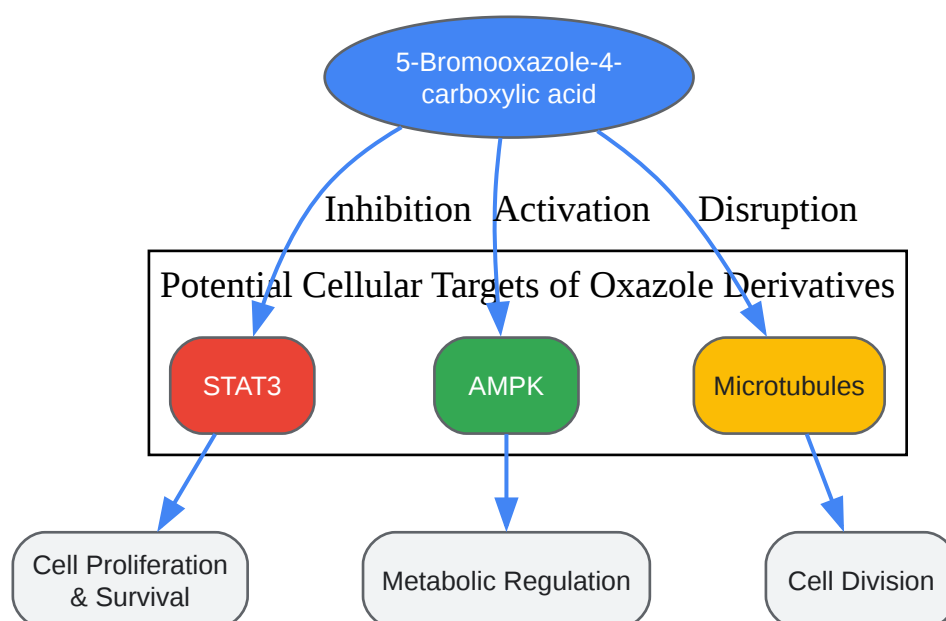 5-Bromooxazole-4-
carboxylic acid
Inhibition
Activation
Disruption
Potential Cellular Targets of Oxazole Derivatives
STAT3
AMPK
Microtubules
Cell Proliferation
& Survival
Metabolic Regulation
Cell Division